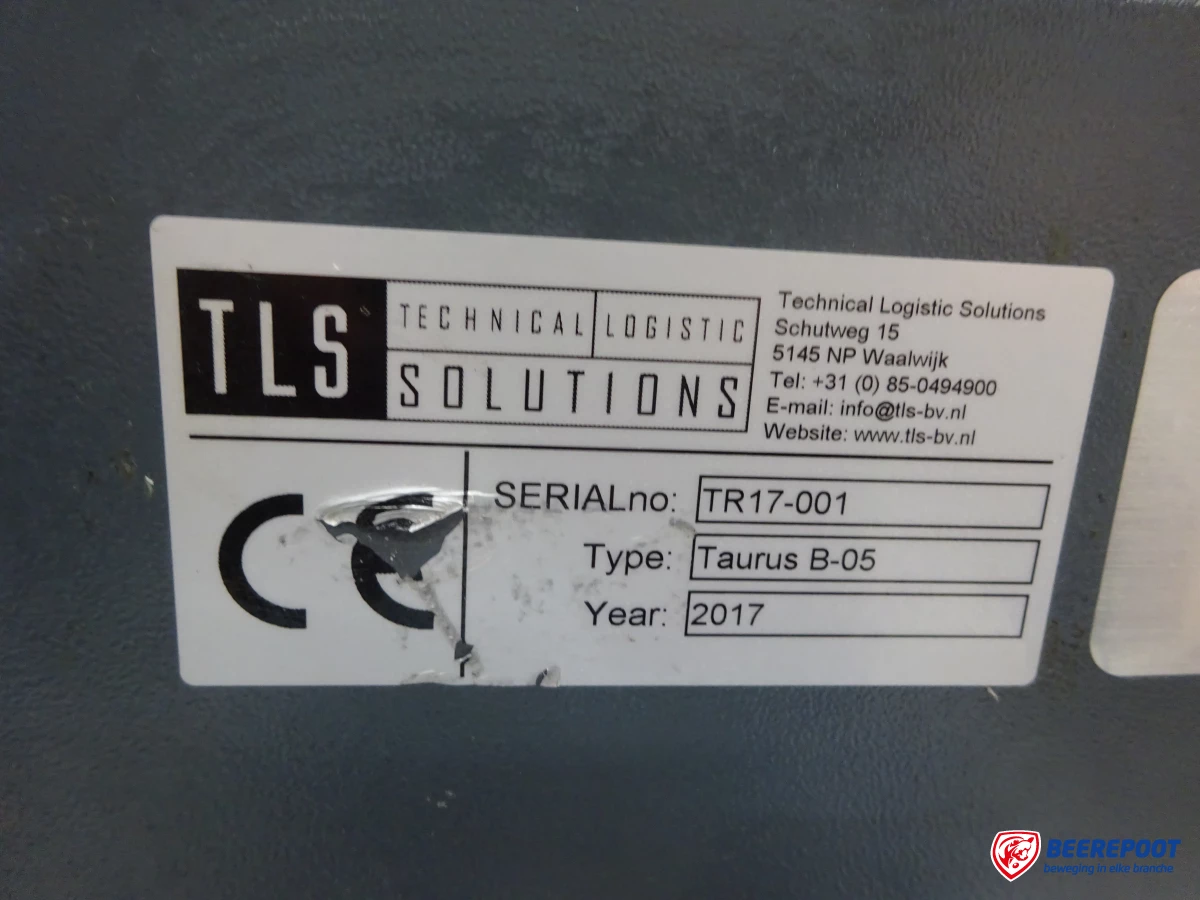 TLS
TECHNICAL LOGISTIC
SOLUTIONS
Technical Logistic Solutions
Schutweg 15
5145 NP Waalwijk
Tel: +31 (0) 85-0494900
E-mail: info@tls-bv.nl
Website: www.tls-bv.nl
CE
SERIALno: TR17-001
Type: Taurus B-05
Year: 2017
BEEREPOOT
beweging in elke branche